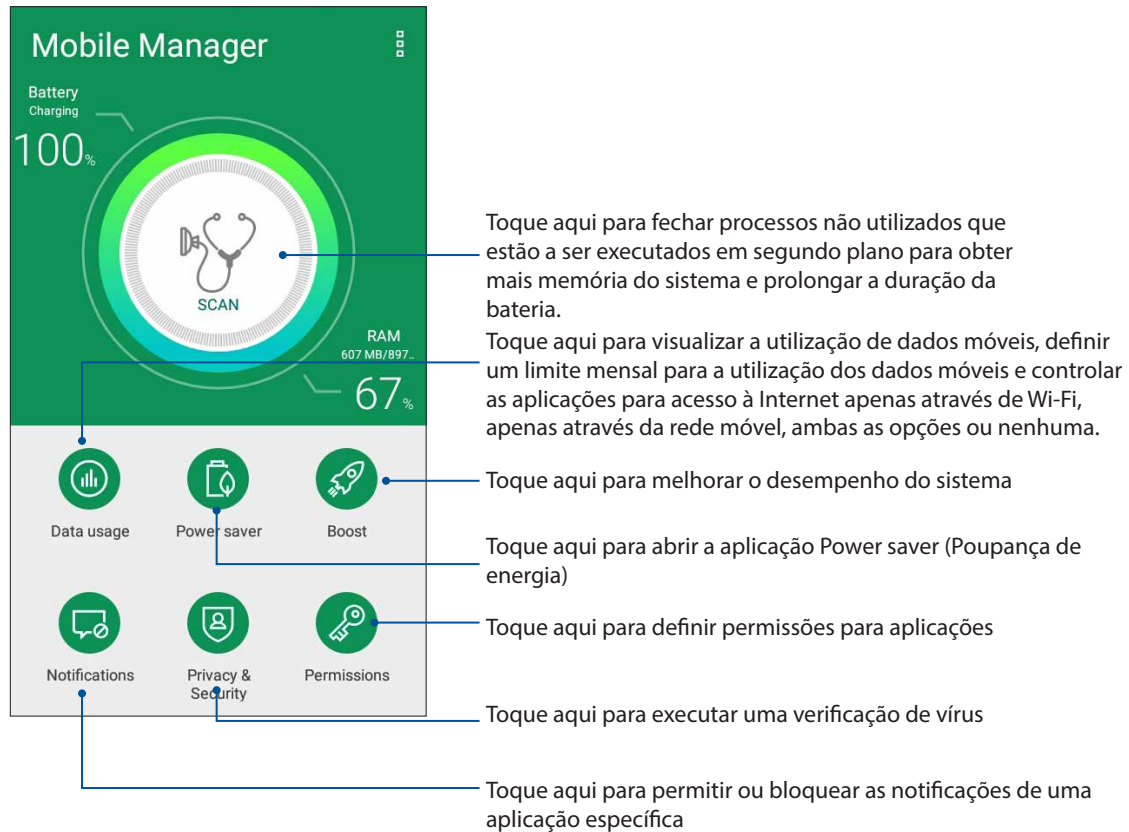 Mobile Manager
Battery
Charging
100%
SCAN
RAM
607 MB/897..
67%
Data usage
Power saver
Boost
Notifications
Privacy &
Security
Permissions
Toque aqui para fechar processos não utilizados que
estão a ser executados em segundo plano para obter
mais memória do sistema e prolongar a duração da
bateria.
Toque aqui para visualizar a utilização de dados móveis, definir
um limite mensal para a utilização dos dados móveis e controlar
as aplicações para acesso à Internet apenas através de Wi-Fi,
apenas através da rede móvel, ambas as opções ou nenhuma.
Toque aqui para melhorar o desempenho do sistema
Toque aqui para abrir a aplicação Power saver (Poupança de
energia)
Toque aqui para definir permissões para aplicações
Toque aqui para executar uma verificação de vírus
Toque aqui para permitir ou bloquear as notificações de uma
aplicação específica